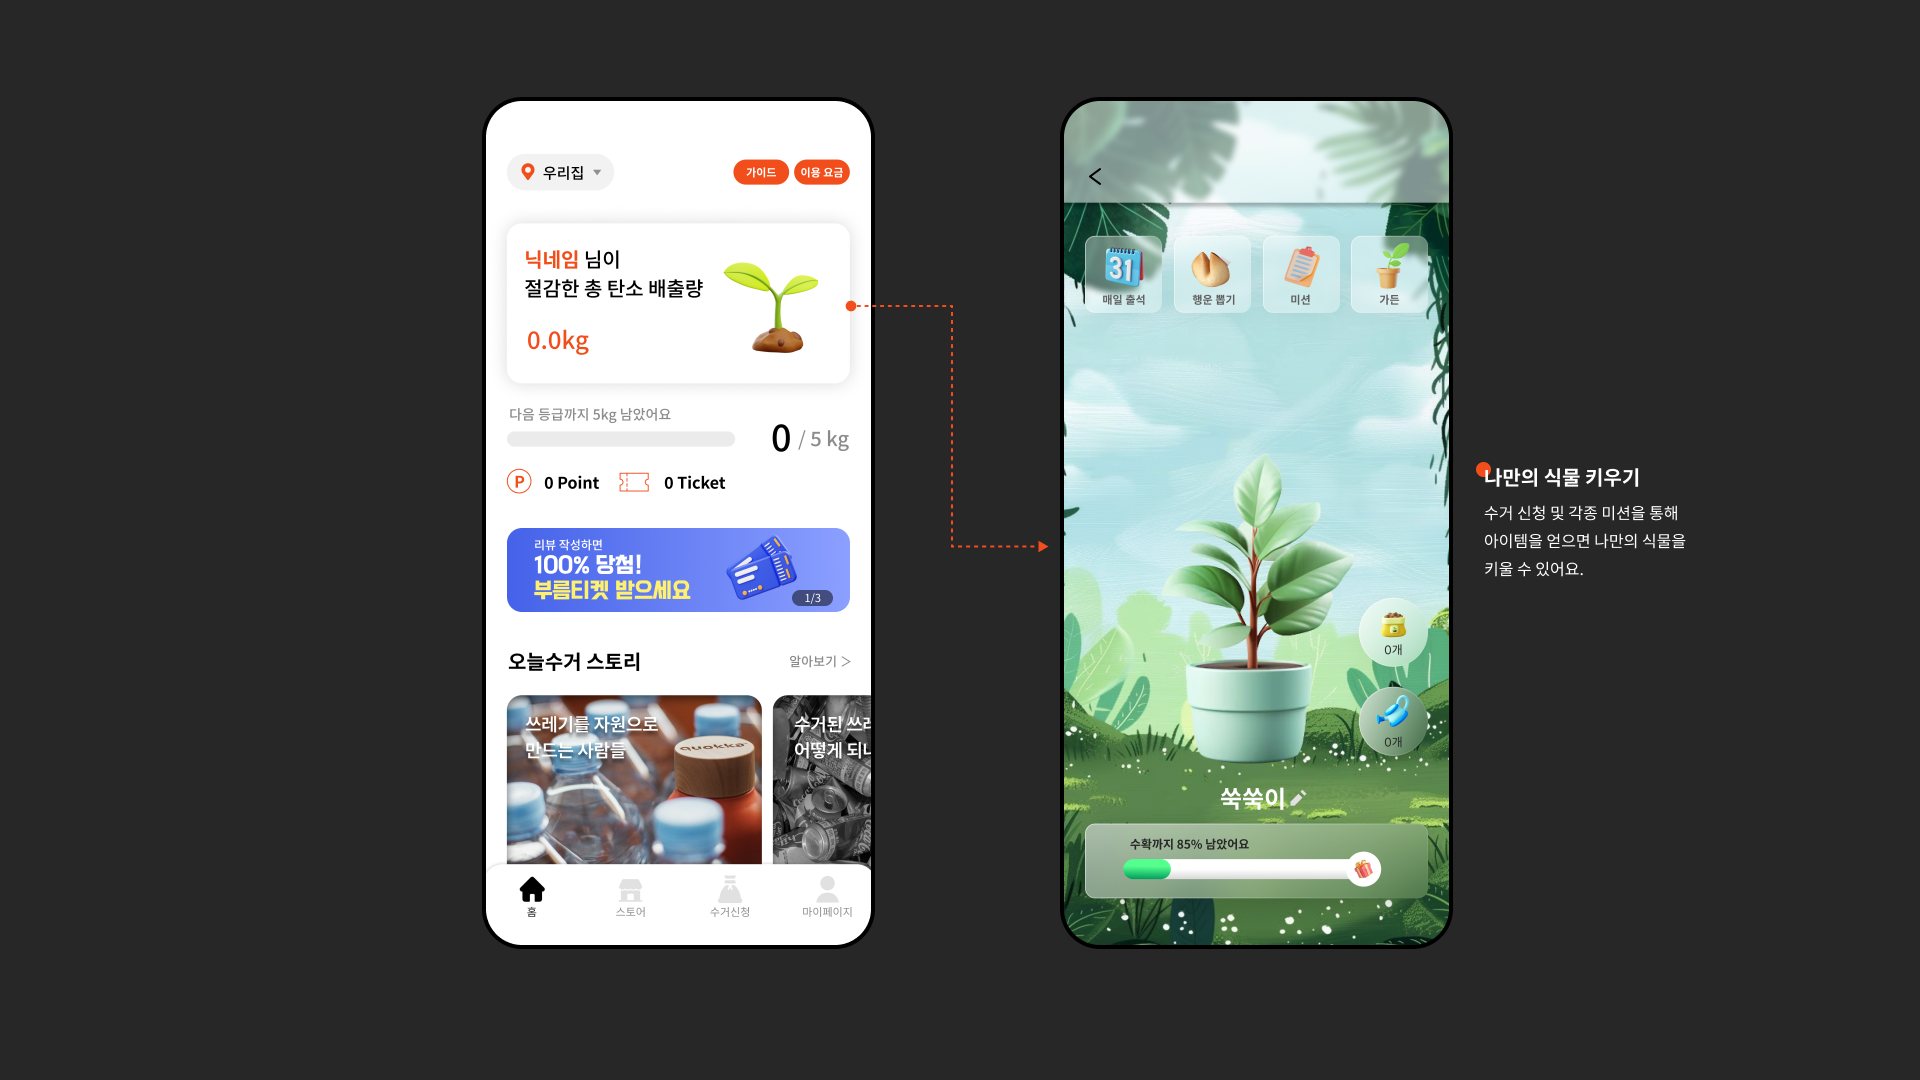 우리집
가이드
이용 요금
닉네임 님이
절감한 총 탄소 배출량
0.0kg
다음 등급까지 5kg 남았어요
0 / 5 kg
P 0 Point
0 Ticket
리뷰 작성하면
100% 당첨!
부름티켓 받으세요
1/3
오늘수거 스토리
알아보기 >
쓰레기를 자원으로
만드는 사람들
quokka
수거된 쓰레
어떻게 되나
홈
스토어
수거신청
마이페이지
31
매일 출석
행운 뽑기
미션
가든
0개
0개
쑥쑥이
수확까지 85% 남았어요
나만의 식물 키우기
수거 신청 및 각종 미션을 통해
아이템을 얻으면 나만의 식물을
키울 수 있어요.